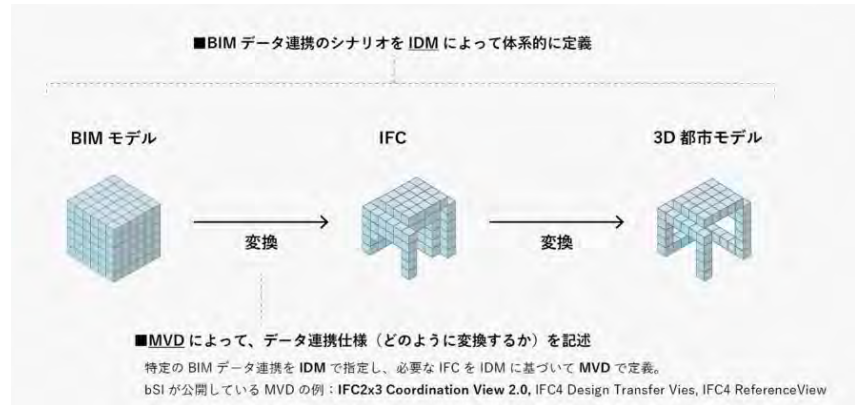 ■BIM データ連携のシナリオを IDM によって体系的に定義
BIM モデル
IFC
3D 都市モデル
変換
変換
■MVD によって、データ連携仕様（どのように変換するか）を記述
特定の BIM データ連携を IDM で指定し、必要な IFC を IDM に基づいて MVD で定義。
bSI が公開している MVD の例：IFC2x3 Coordination View 2.0, IFC4 Design Transfer Vies, IFC4 ReferenceView